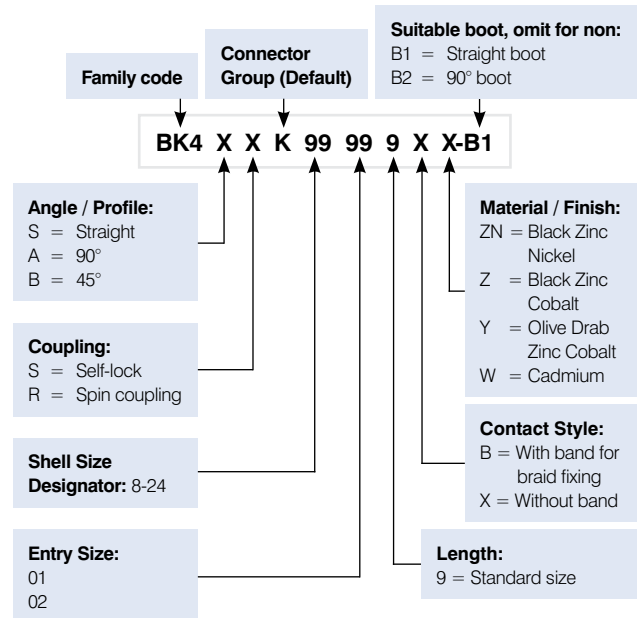 Suitable boot, omit for non:
B1 = Straight boot
B2 = 90° boot
Connector
Group (Default)
Family code
BK4 X X K 99 99 9 X X-B1
Angle / Profile:
S = Straight
A = 90°
B = 45°
Coupling:
S = Self-lock
R = Spin coupling
Shell Size
Designator: 8-24
Entry Size:
01
02
Material / Finish:
ZN = Black Zinc
Nickel
Z = Black Zinc
Cobalt
Y = Olive Drab
Zinc Cobalt
W = Cadmium
Contact Style:
B = With band for
braid fixing
X = Without band
Length:
9 = Standard size